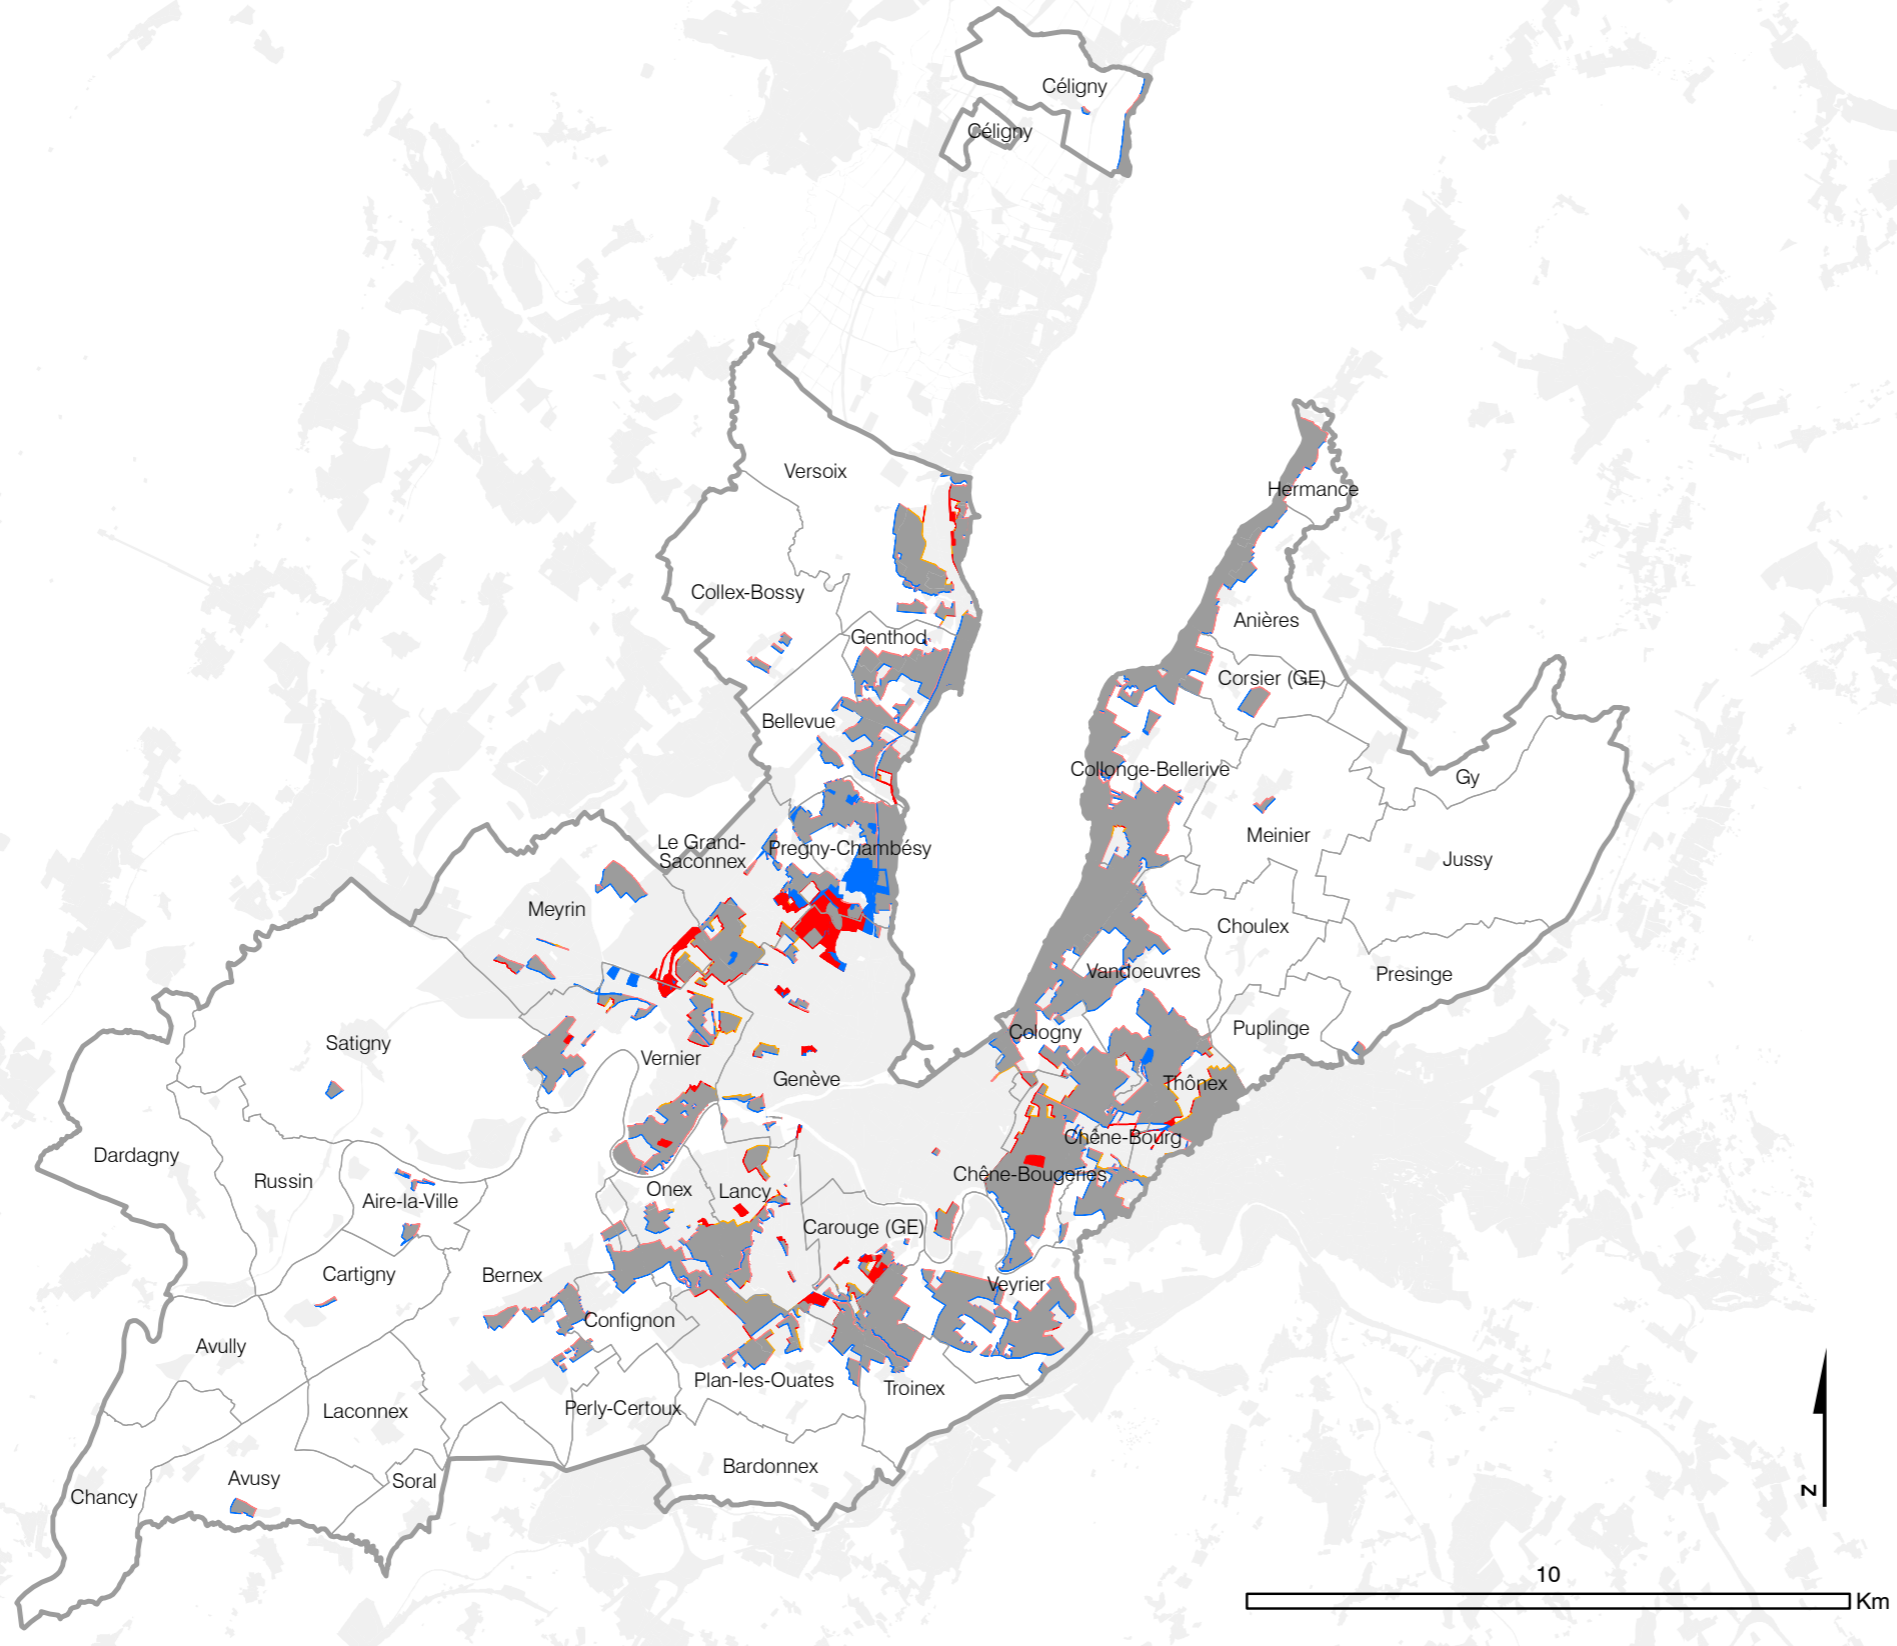 Céligny
Céligny
Versoix
Hermance
Collex-Bossy
Anières
Genthod
Corsier (GE)
Bellevue
Collonge-Bellerive
Gy
Meinier
Le Grand-
Saconnex
Pregny-Chambésy
Jussy
Meyrin
Choulex
Vandoeuvres
Presinge
Cologny
Puplinge
Satigny
Vernier
Genève
Thônex
Chêne-Bourg
Dardagny
Chêne-Bougeries
Russin
Onex
Lancy
Aire-la-Ville
Carouge (GE)
Cartigny
Bernex
Veyrier
Confignon
Avully
Plan-les-Ouates
Troinex
Laconnex
Perly-Certoux
Bardonnex
Avusy
Soral
Chancy
N
10
Km